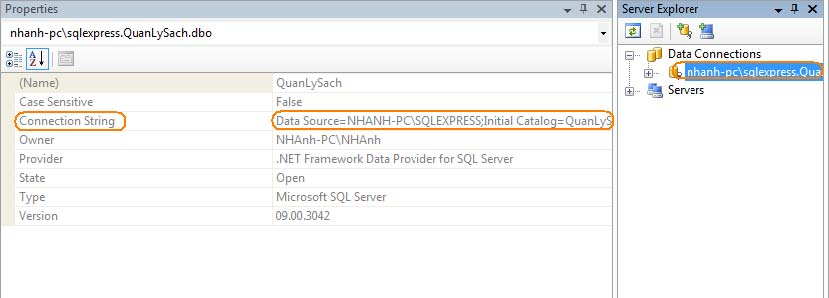 Properties
nhanh-pc\sqlexpress.QuanLySach.dbo
(Name) QuanLySach
Case Sensitive False
Connection String Data Source=NHANH-PC\SQLEXPRESS;Initial Catalog=QuanLyS
Owner NHAnh-PC\NHAnh
Provider .NET Framework Data Provider for SQL Server
State Open
Type Microsoft SQL Server
Version 09.00.3042
Server Explorer
Data Connections
nhanh-pc\sqlexpress.Qua
Servers